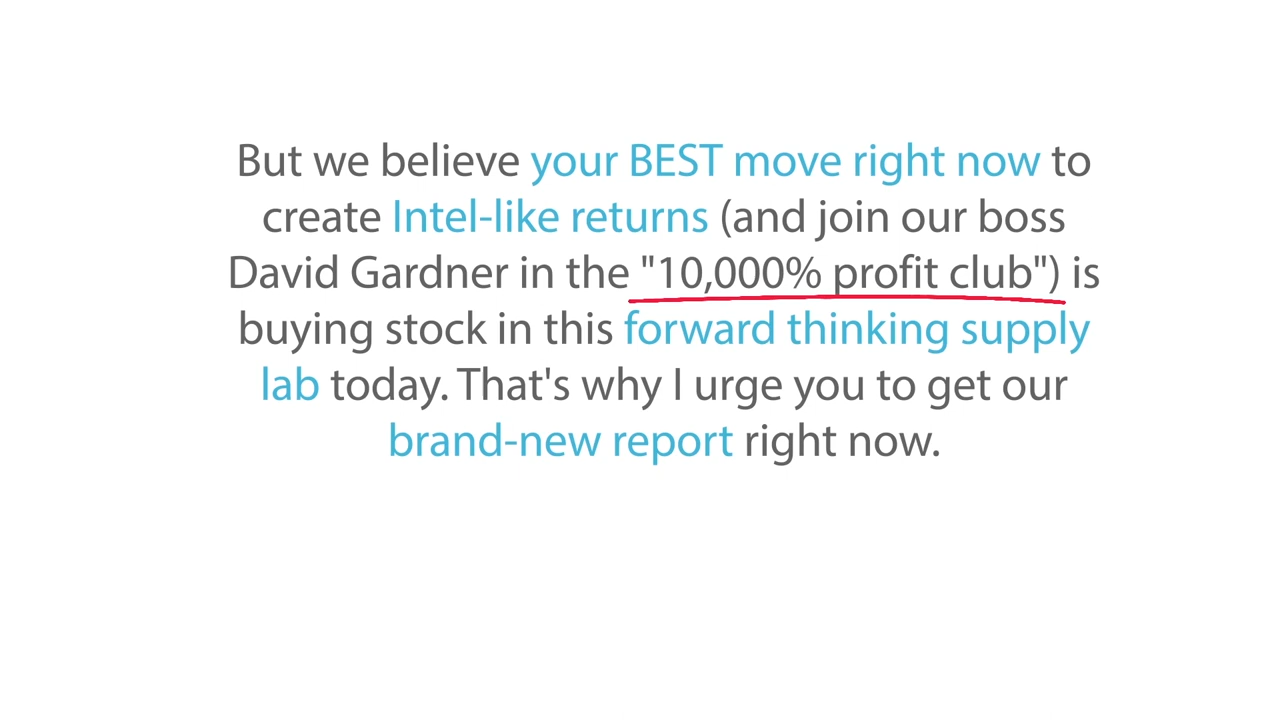 But we believe your BEST move right now to
create Intel-like returns (and join our boss
David Gardner in the "10,000% profit club") is
buying stock in this forward thinking supply
lab today. That's why I urge you to get our
brand-new report right now.